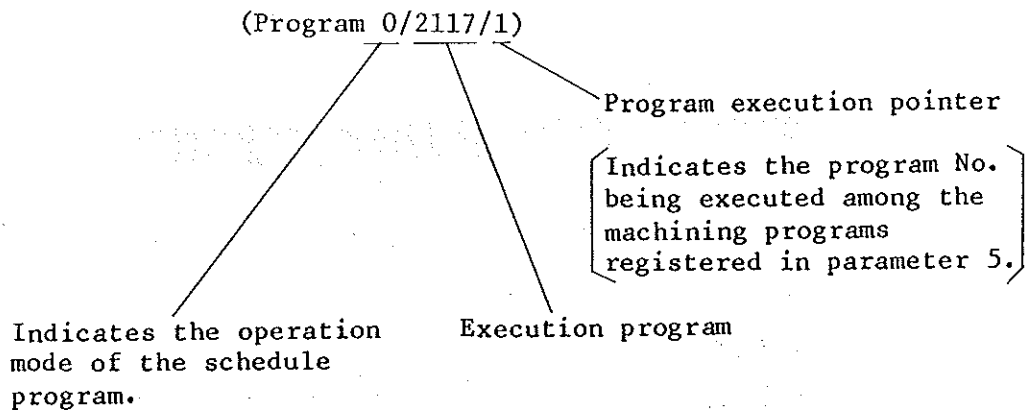 (Program 0/2117/1)
Program execution pointer
Indicates the program No.
being executed among the
machining programs
registered in parameter 5.
Indicates the operation
mode of the schedule
program.
Execution program